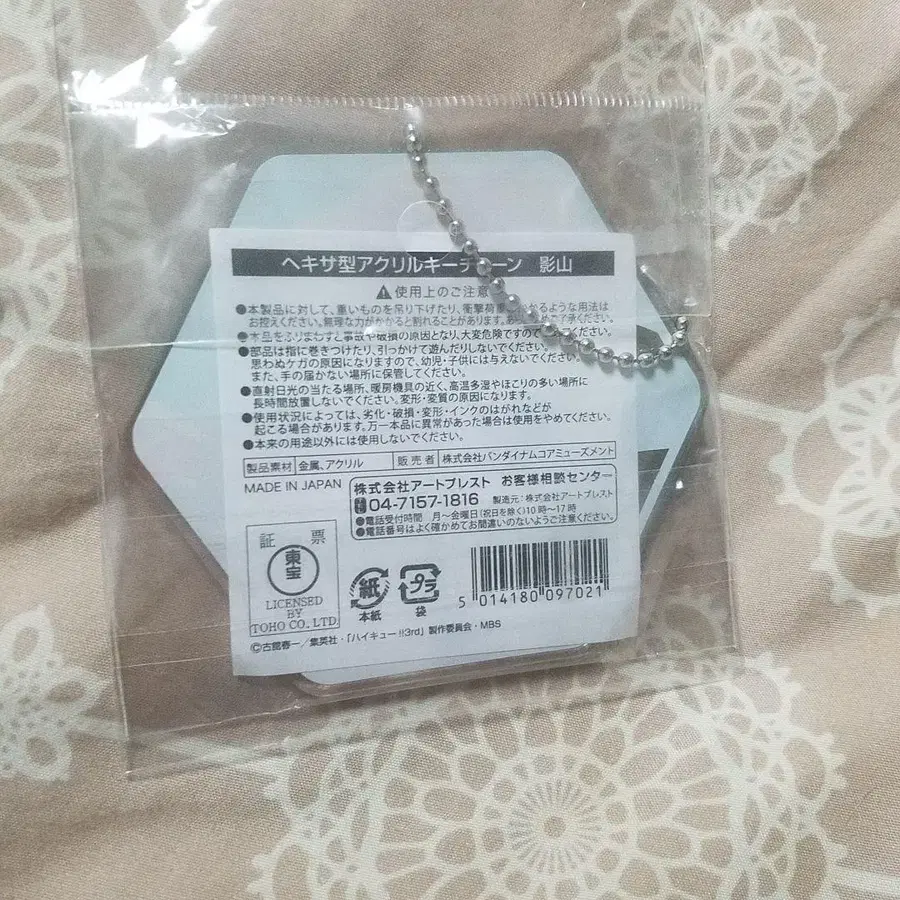 ヘキサ型アクリルキーチェーン 影山
⚠使用上のご注意
●本製品に対して、重いものを吊り下げたり、衝撃荷重 かかるような用法は
お控えください。無理な力がかかると割れることがあります。 ご了承ください。
●本品をふりまわすと事故や破損の原因となり、大変危険ですので ください。
●部品は指に巻きつけたり、引っかけて遊んだりしないでください。
思わぬケガの原因になりますので、幼児・子供には与えないでください。
また、手の届かない場所に保管してください。
●直射日光の当たる場所、暖房機具の近く、高温多湿やほこりの多い場所に
長時間放置しないでください。変形・変質の原因になります。
●使用状況によっては、劣化・破損・変形・インクのはがれなどが
起こる場合があります。万一本品に異常があった場合は使用をやめてください。
●本来の用途以外には使用しないでください。
製品素材 金属、アクリル 販売者 株式会社バンダイナムコアミューズメント
MADE IN JAPAN
株式会社アートプレスト お客様相談センター
04-7157-1816 製造元:株式会社アートプレスト
●電話受付時間 月〜金曜日(祝日を除く)10時〜17時
●電話番号はよく確かめてお間違いのないようご注意ください。
証 票
東宝
LICENSED
BY
TOHO CO., LTD.
紙
本紙
プラ
袋
5 014180 097021
©古舘春一/集英社・「ハイキュー!!3rd」製作委員会・MBS